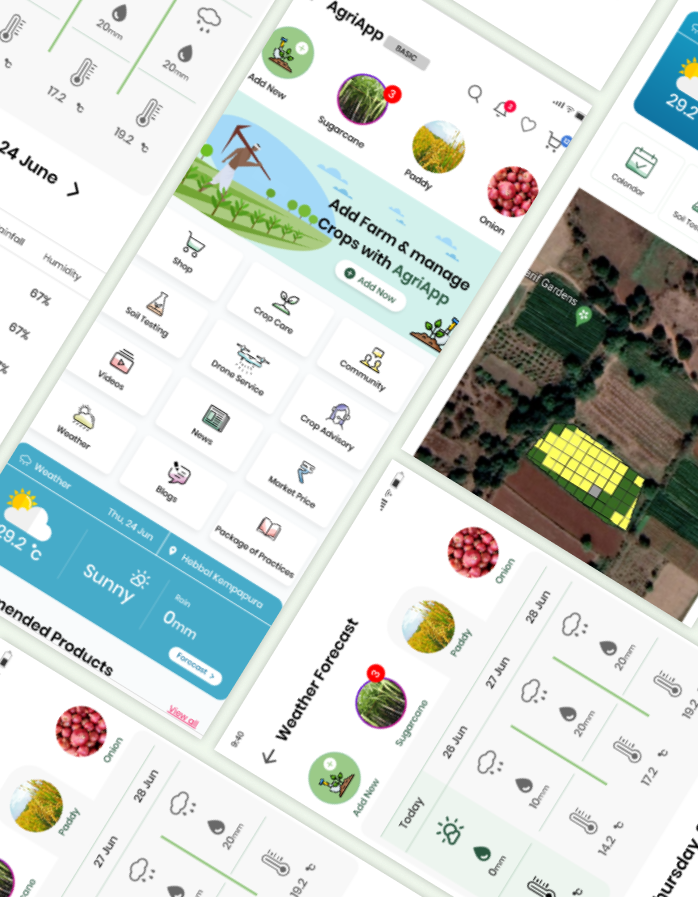 20mm
20mm
17.2 °c
19.2 °c
24 June
Humidity
67%
67%
AgriApp
BASIC
3
Add New
Sugarcane
Paddy
Onion
Add Farm & manage
Crops with AgriApp
Add Now
Shop
Crop Care
Community
Soil Testing
Drone Service
Crop Advisory
Videos
News
Market Price
Weather
Blogs
Package of Practices
Weather
Thu, 24 Jun
Hebbal Kempapura
29.2 °c
Sunny
Rain
0mm
Forecast >
Products
View all
29.2
Calendar
Gardens
9:40
Weather Forecast
Add New
3
Sugarcane
Paddy
Onion
Today
26 Jun
27 Jun
28 Jun
0mm
10mm
20mm
20mm
°c
14.2 °c
17.2 °c
19.2
Paddy
Onion
27 Jun
28 Jun
20mm
19.2 °c